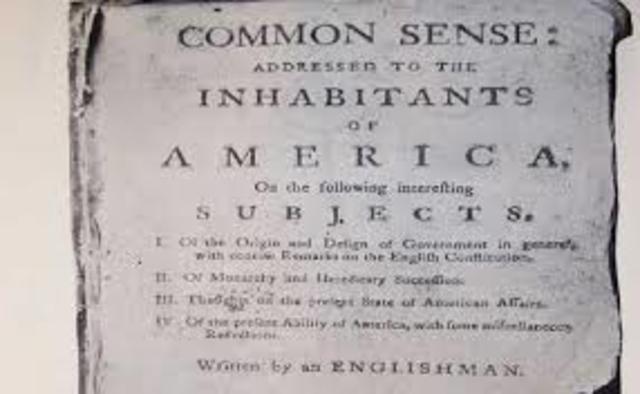 COMMON SENSE:
ADDRESSED TO THE
INHABITANTS
OF
AMERICA,
On the following intereſting
SUBJECTS.
I. Of the Origin and Deſign of Government in general,
with conciſe Remarks on the Engliſh Conſtitution.
II. Of Monarchy and Hereditary Succeſſion.
III. Thoughts on the preſent State of American Affairs.
IV. Of the preſent Ability of America, with ſome miſcellaneous
Reflections.
Written by an ENGLISHMAN.